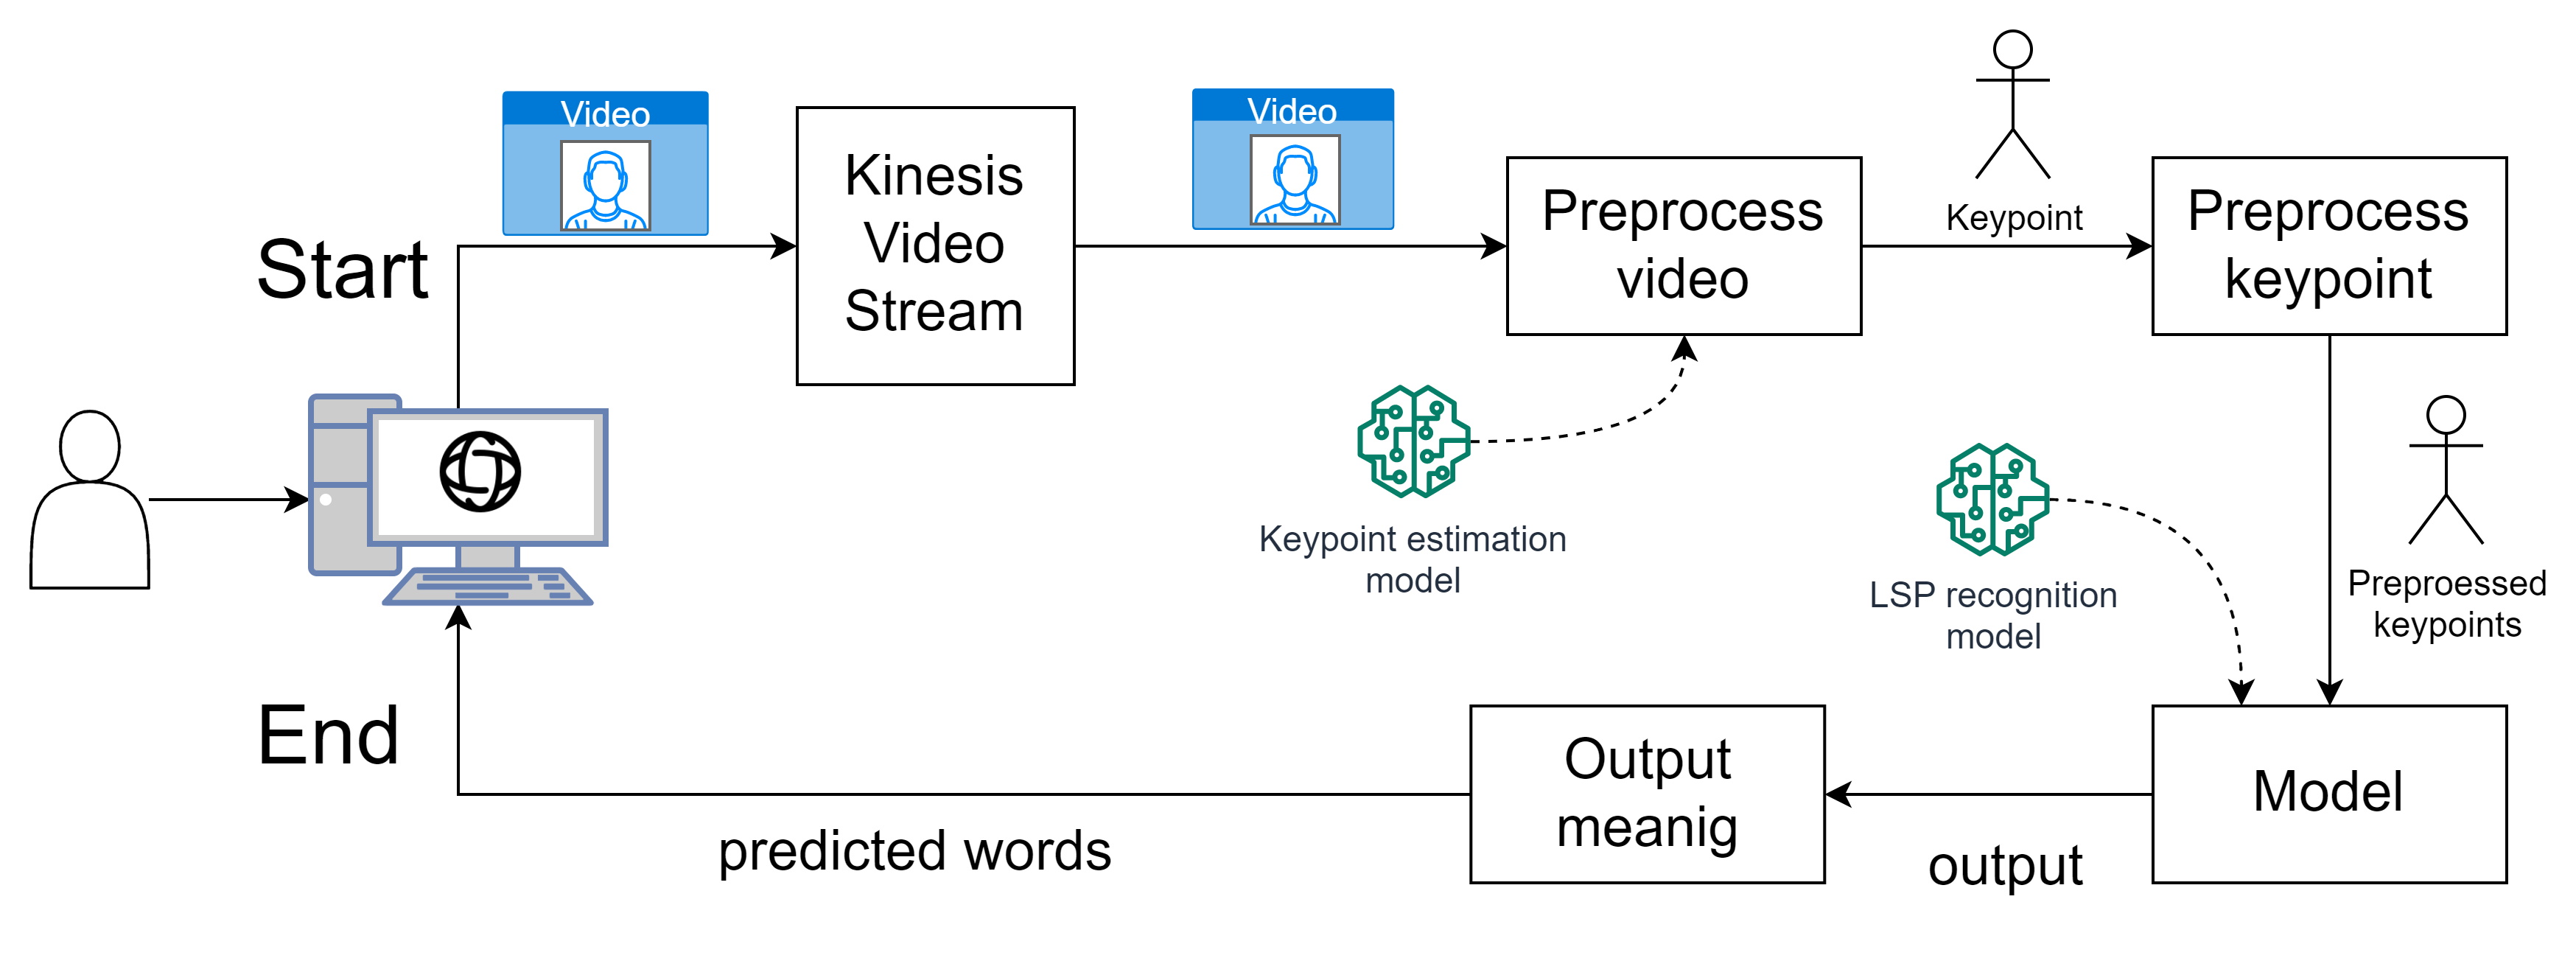 Start
Video
Kinesis
Video
Stream
Video
Preprocess
video
Keypoint
Preprocess
keypoint
Keypoint estimation
model
LSP recognition
model
Preproessed
keypoints
Model
output
Output
meanig
predicted words
End